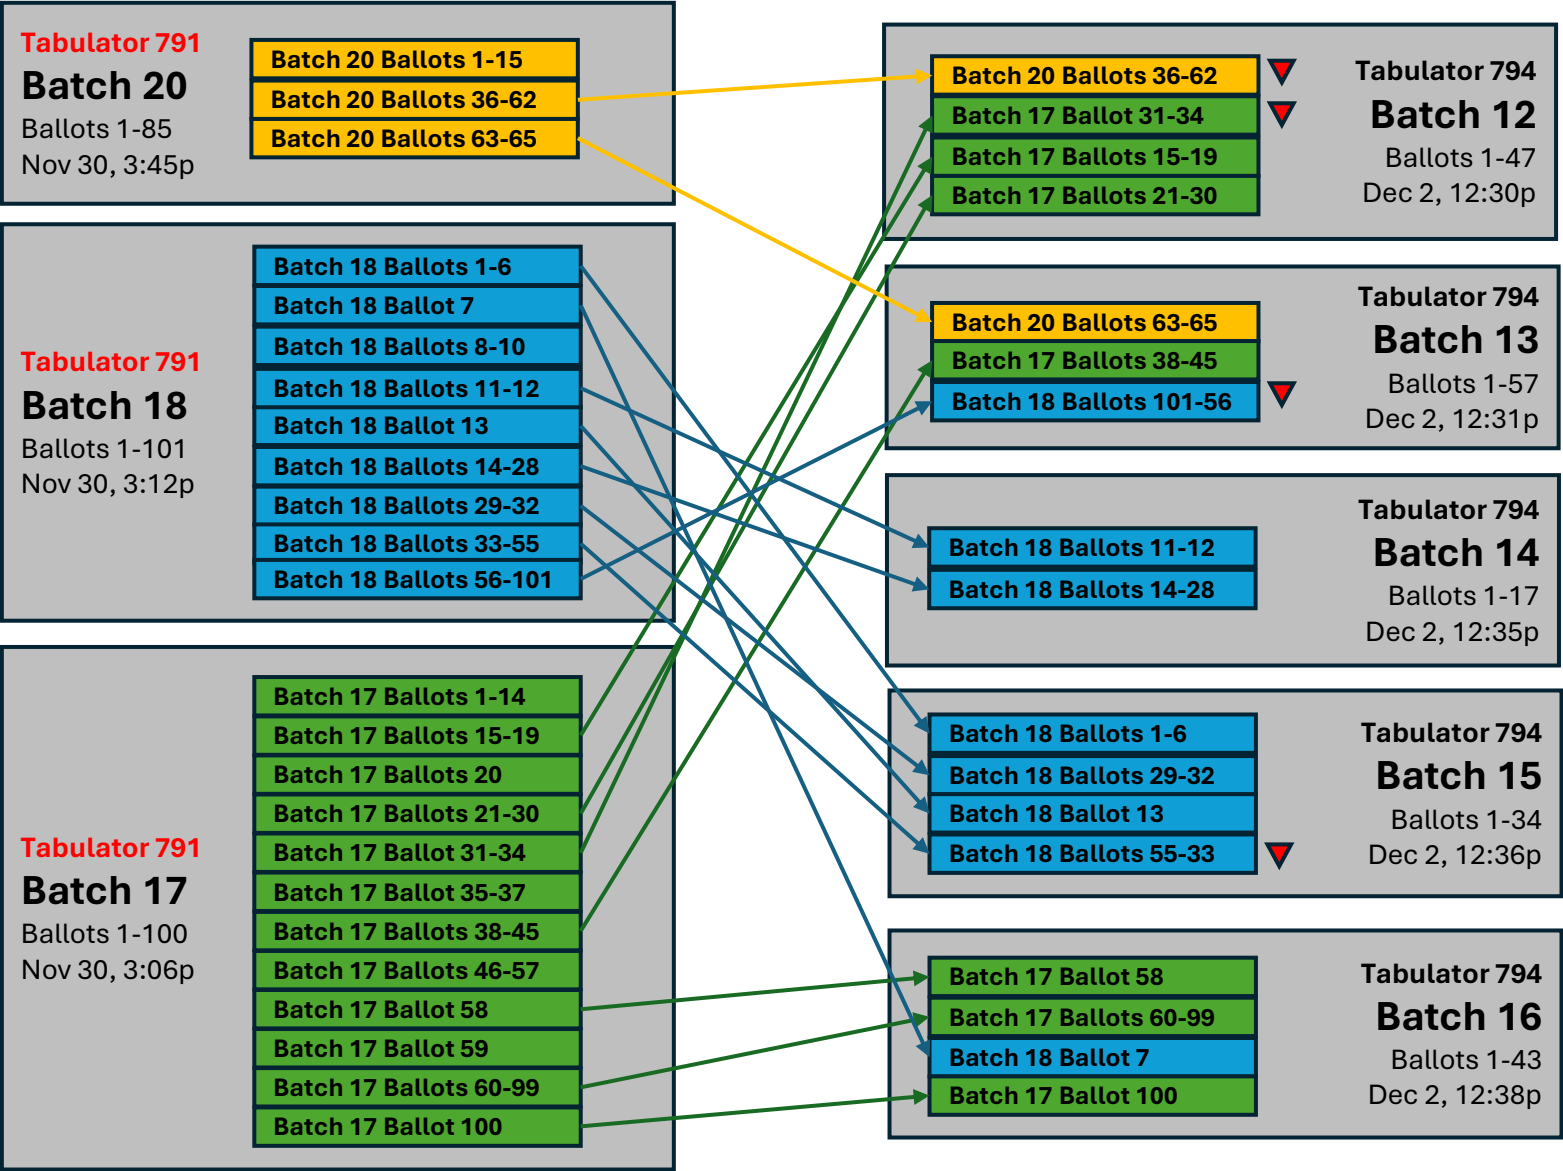 Tabulator 791
Batch 20
Ballots 1-85
Nov 30, 3:45p
Batch 20 Ballots 1-15
Batch 20 Ballots 36-62
Batch 20 Ballots 63-65
Tabulator 791
Batch 18
Ballots 1-101
Nov 30, 3:12p
Batch 18 Ballots 1-6
Batch 18 Ballot 7
Batch 18 Ballots 8-10
Batch 18 Ballots 11-12
Batch 18 Ballot 13
Batch 18 Ballots 14-28
Batch 18 Ballots 29-32
Batch 18 Ballots 33-55
Batch 18 Ballots 56-101
Tabulator 791
Batch 17
Ballots 1-100
Nov 30, 3:06p
Batch 17 Ballots 1-14
Batch 17 Ballots 15-19
Batch 17 Ballots 20
Batch 17 Ballots 21-30
Batch 17 Ballot 31-34
Batch 17 Ballot 35-37
Batch 17 Ballots 38-45
Batch 17 Ballots 46-57
Batch 17 Ballot 58
Batch 17 Ballot 59
Batch 17 Ballots 60-99
Batch 17 Ballot 100
Batch 20 Ballots 36-62
Batch 17 Ballot 31-34
Batch 17 Ballots 15-19
Batch 17 Ballots 21-30
Tabulator 794
Batch 12
Ballots 1-47
Dec 2, 12:30p
Batch 20 Ballots 63-65
Batch 17 Ballots 38-45
Batch 18 Ballots 101-56
Tabulator 794
Batch 13
Ballots 1-57
Dec 2, 12:31p
Batch 18 Ballots 11-12
Batch 18 Ballots 14-28
Tabulator 794
Batch 14
Ballots 1-17
Dec 2, 12:35p
Batch 18 Ballots 1-6
Batch 18 Ballots 29-32
Batch 18 Ballot 13
Batch 18 Ballots 55-33
Tabulator 794
Batch 15
Ballots 1-34
Dec 2, 12:36p
Batch 17 Ballot 58
Batch 17 Ballots 60-99
Batch 18 Ballot 7
Batch 17 Ballot 100
Tabulator 794
Batch 16
Ballots 1-43
Dec 2, 12:38p